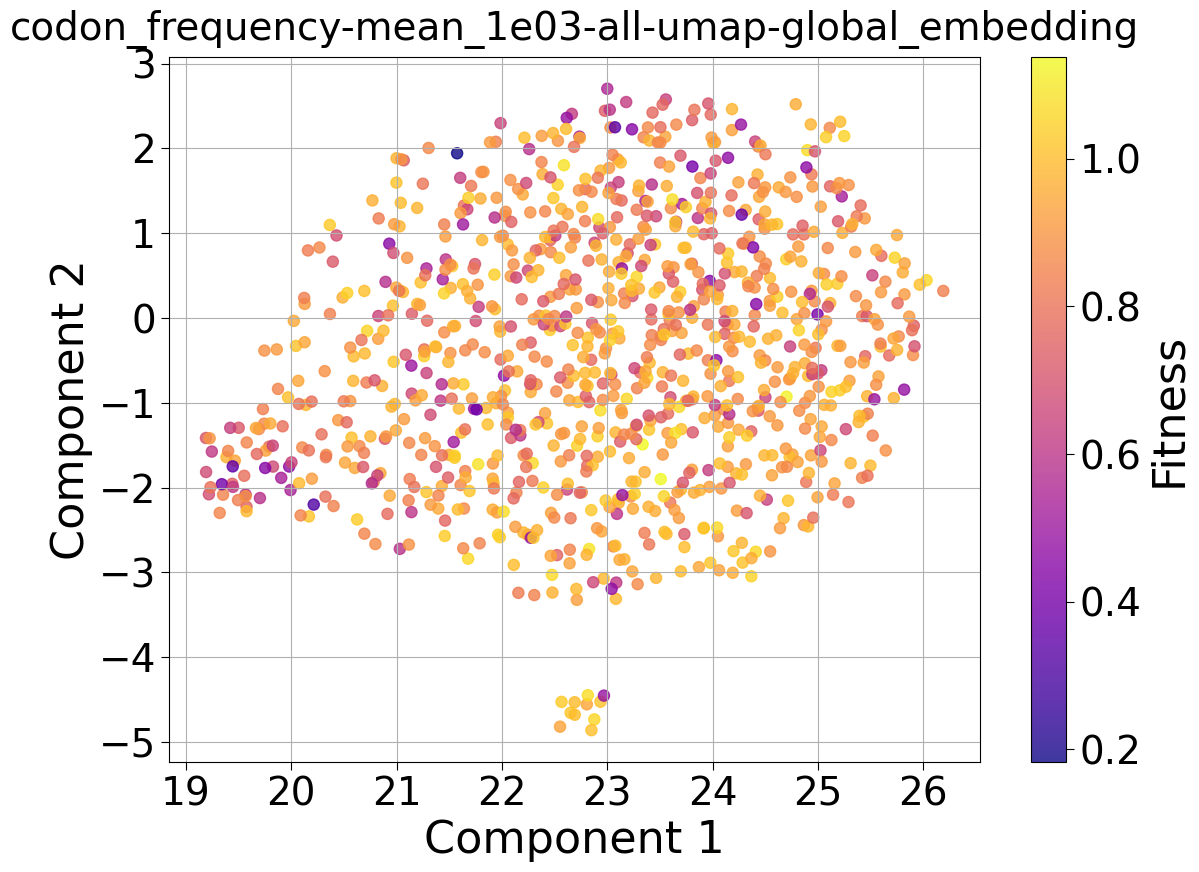 codon_frequency-mean_1e03-all-umap-global_embedding
3
2
1
0
−1
−2
−3
−4
−5
Component 2
19 20 21 22 23 24 25 26
Component 1
1.0
0.8
0.6
0.4
0.2
Fitness